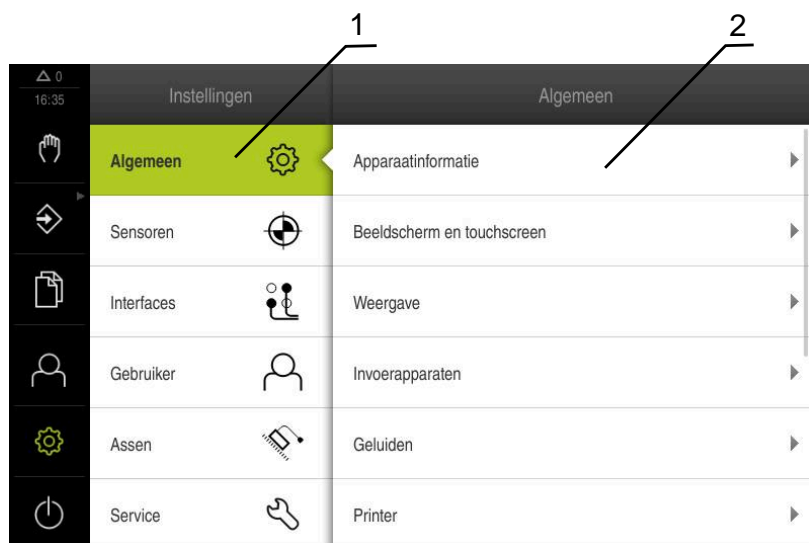 1
2
0
16:35
Instellingen
Algemeen
Algemeen
Apparaatinformatie
Sensoren
Beeldscherm en touchscreen
Interfaces
Weergave
Gebruiker
Invoerapparaten
Assen
Geluiden
Service
Printer